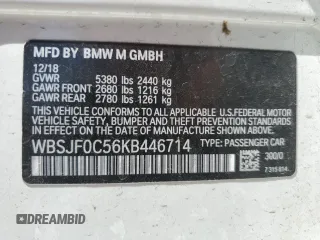 MFD BY BMW M GMBH
12/18
GVWR 5380 lbs 2440 kg
GAWR FRONT 2680 lbs 1216 kg
GAWR REAR 2780 lbs 1261 kg
THIS VEHICLE CONFORMS TO ALL APPLICABLE U.S. FEDERAL MOTOR
VEHICLE SAFETY, BUMPER, AND THEFT PREVENTION STANDARDS IN
EFFECT ON THE DATE OF MANUFACTURE SHOWN ABOVE.
WBSJF0C56KB446714 TYPE: PASSENGER CAR
300/0